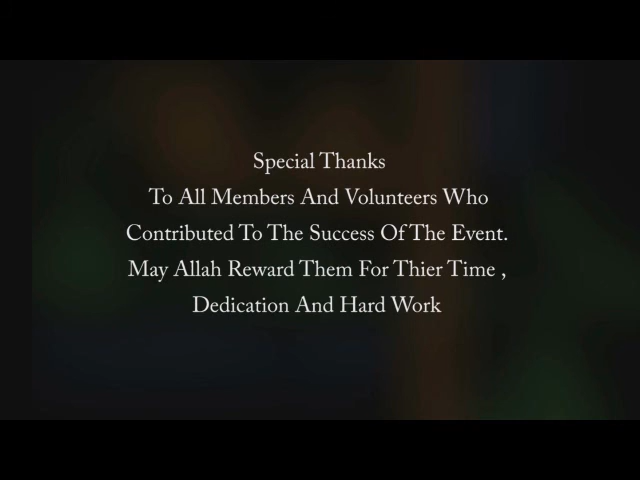 Special Thanks
To All Members And Volunteers Who
Contributed To The Success Of The Event.
May Allah Reward Them For Thier Time ,
Dedication And Hard Work